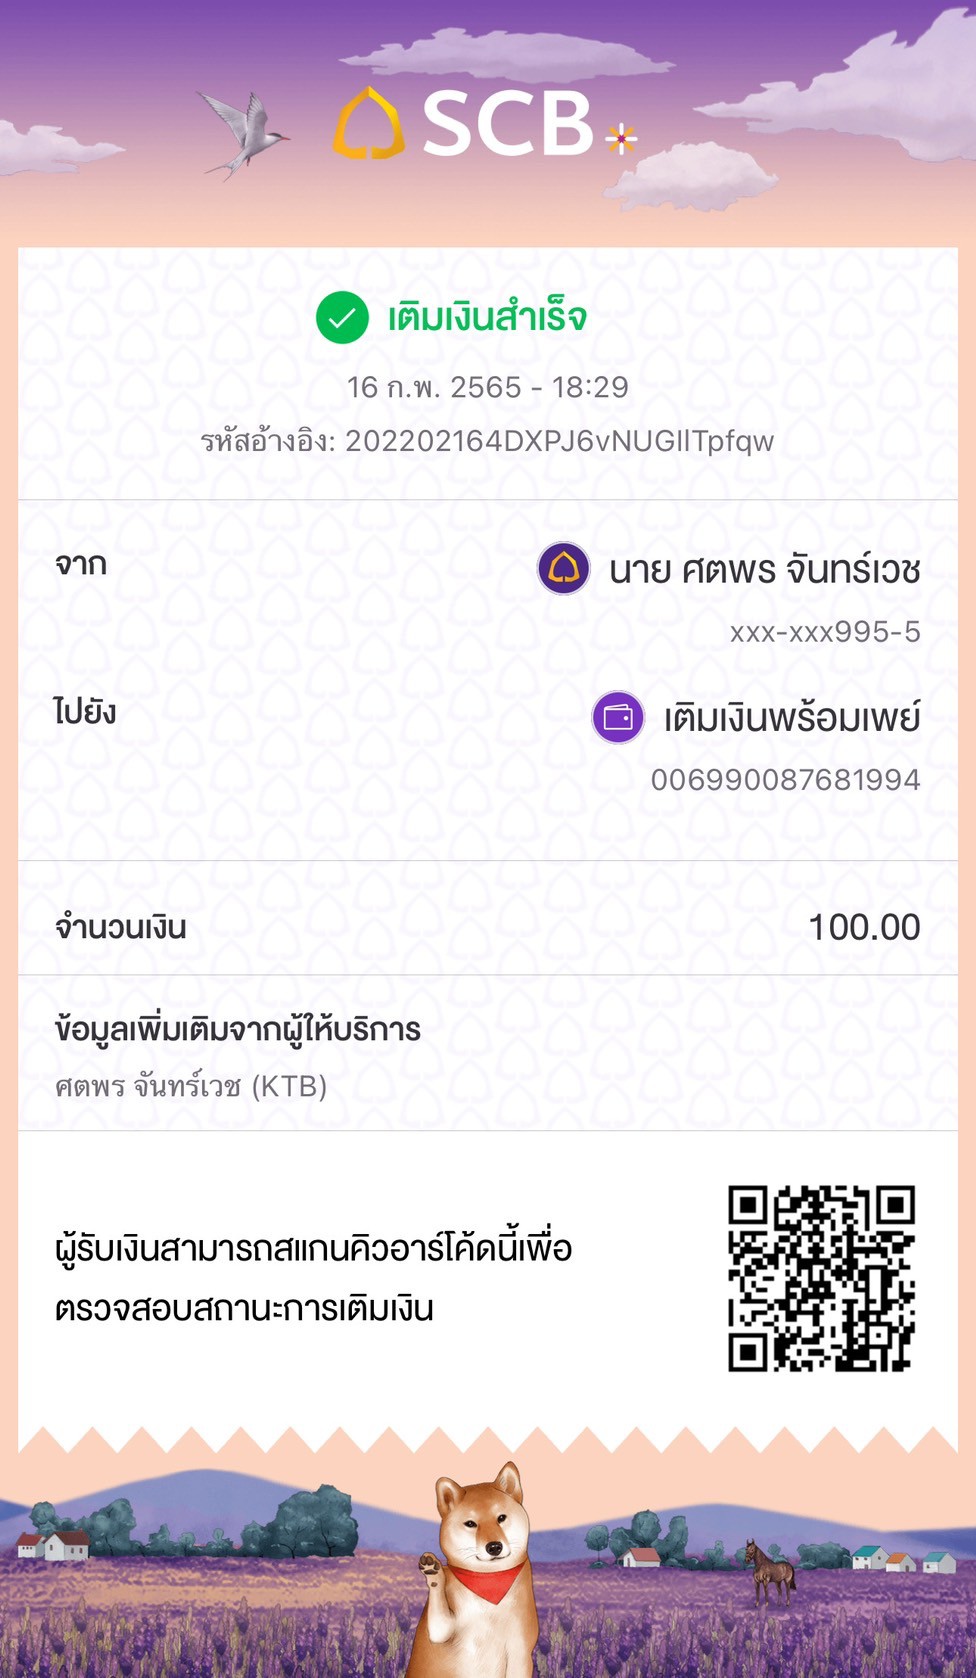 SCB
เติมเงินสำเร็จ
16 ก.พ. 2565 - 18:29
รหัสอ้างอิง: 202202164DXPJ6vNUGIlTpfqw
จาก
นาย ศตพร จันทร์เวช
xxx-xxx995-5
ไปยัง
เติมเงินพร้อมเพย์
006990087681994
จำนวนเงิน
100.00
ข้อมูลเพิ่มเติมจากผู้ให้บริการ
ศตพร จันทร์เวช (KTB)
ผู้รับเงินสามารถสแกนคิวอาร์โค้ดนี้เพื่อ
ตรวจสอบสถานะการเติมเงิน